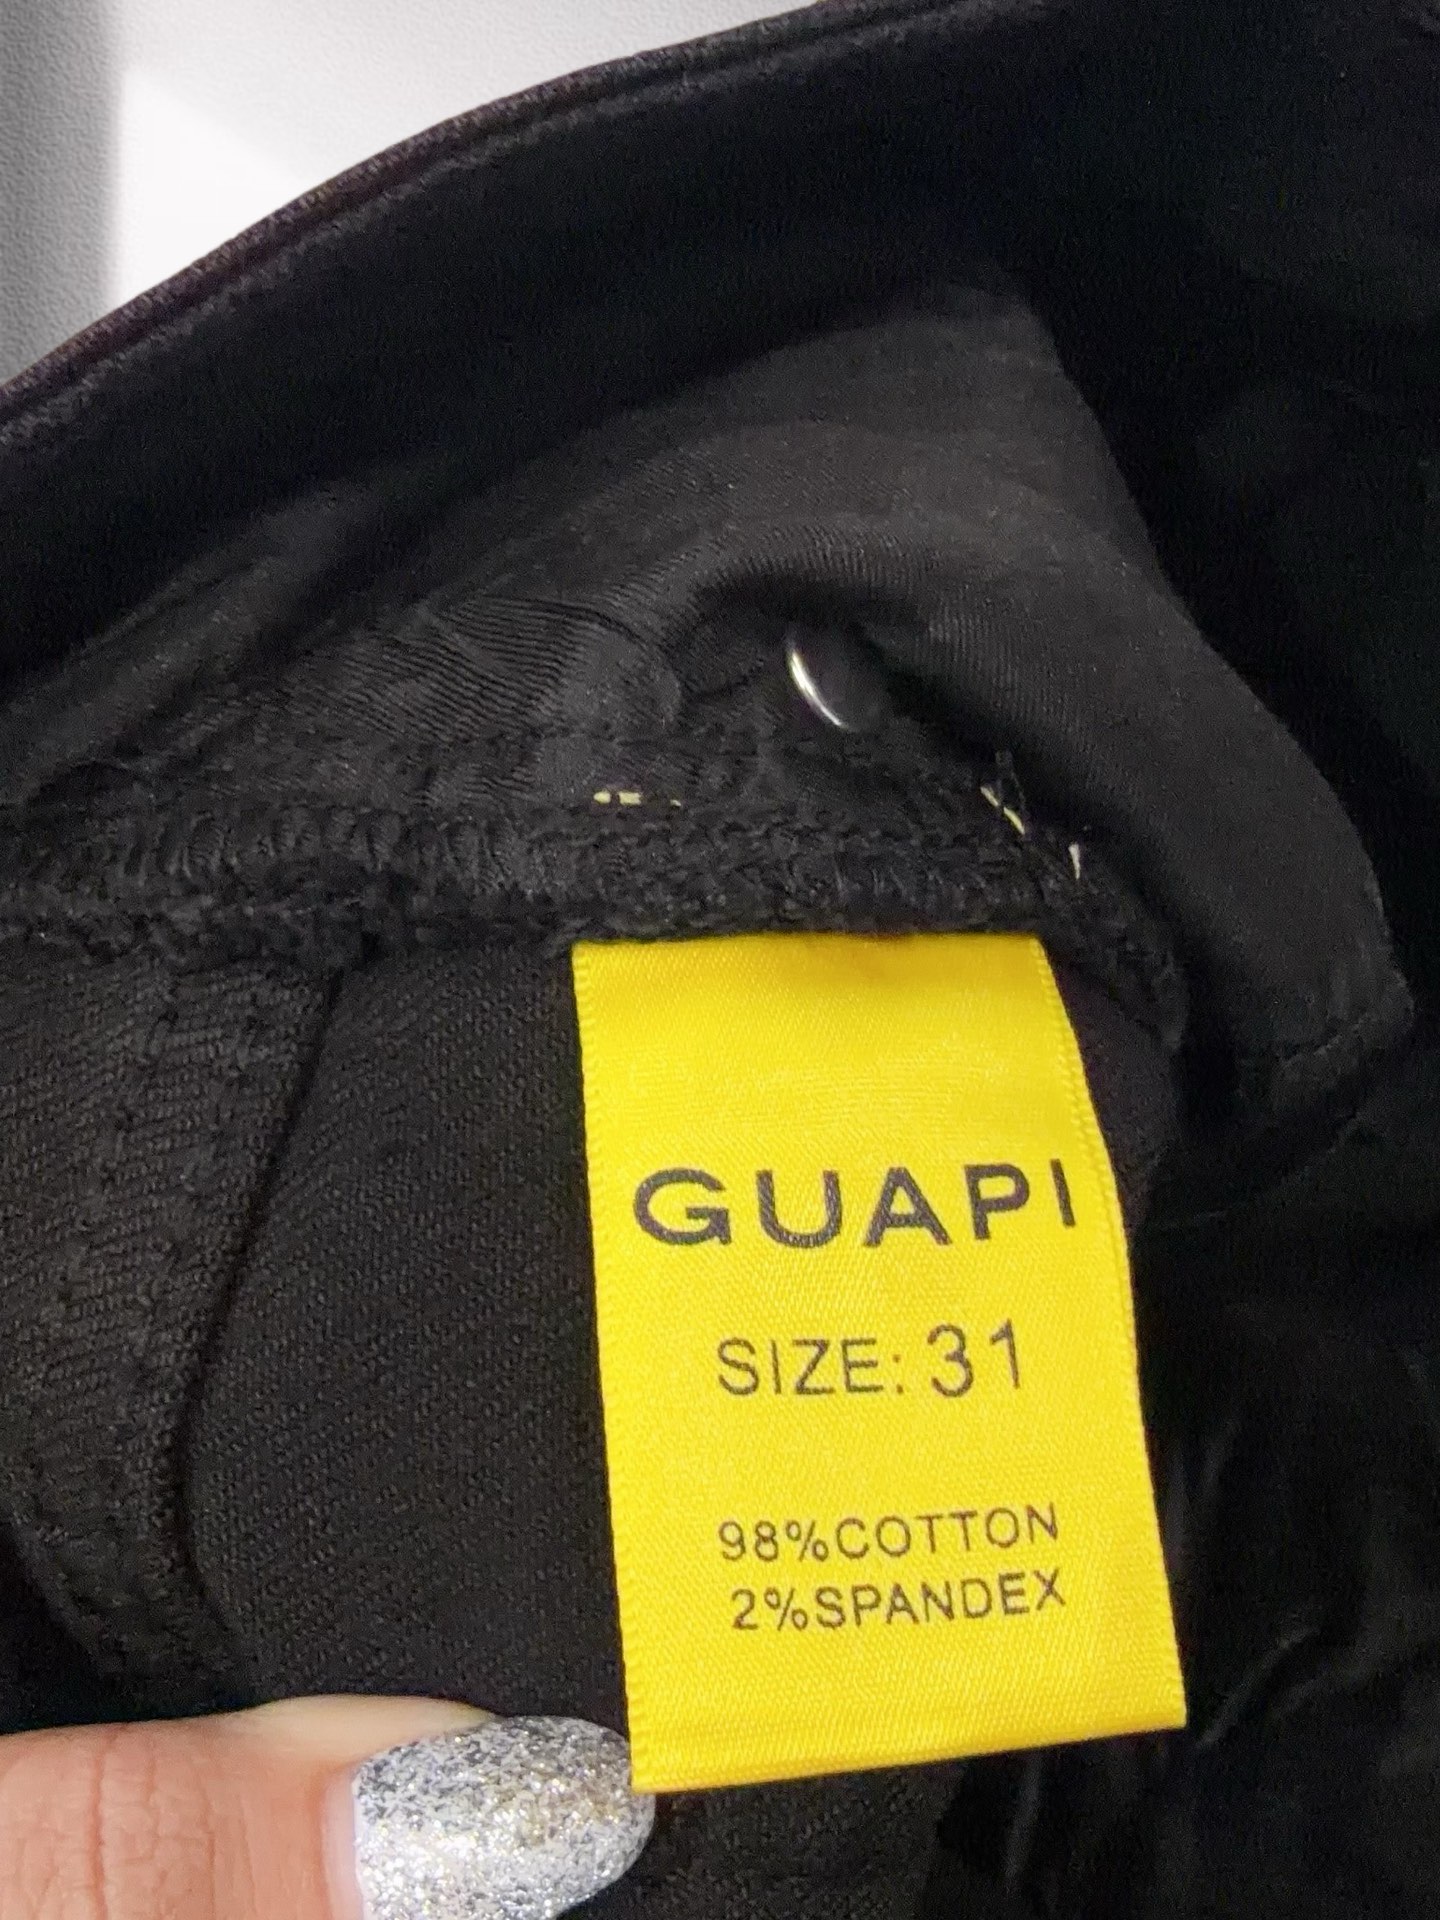 GUAPI
SIZE: 31
98%COTTON
2%SPANDEX